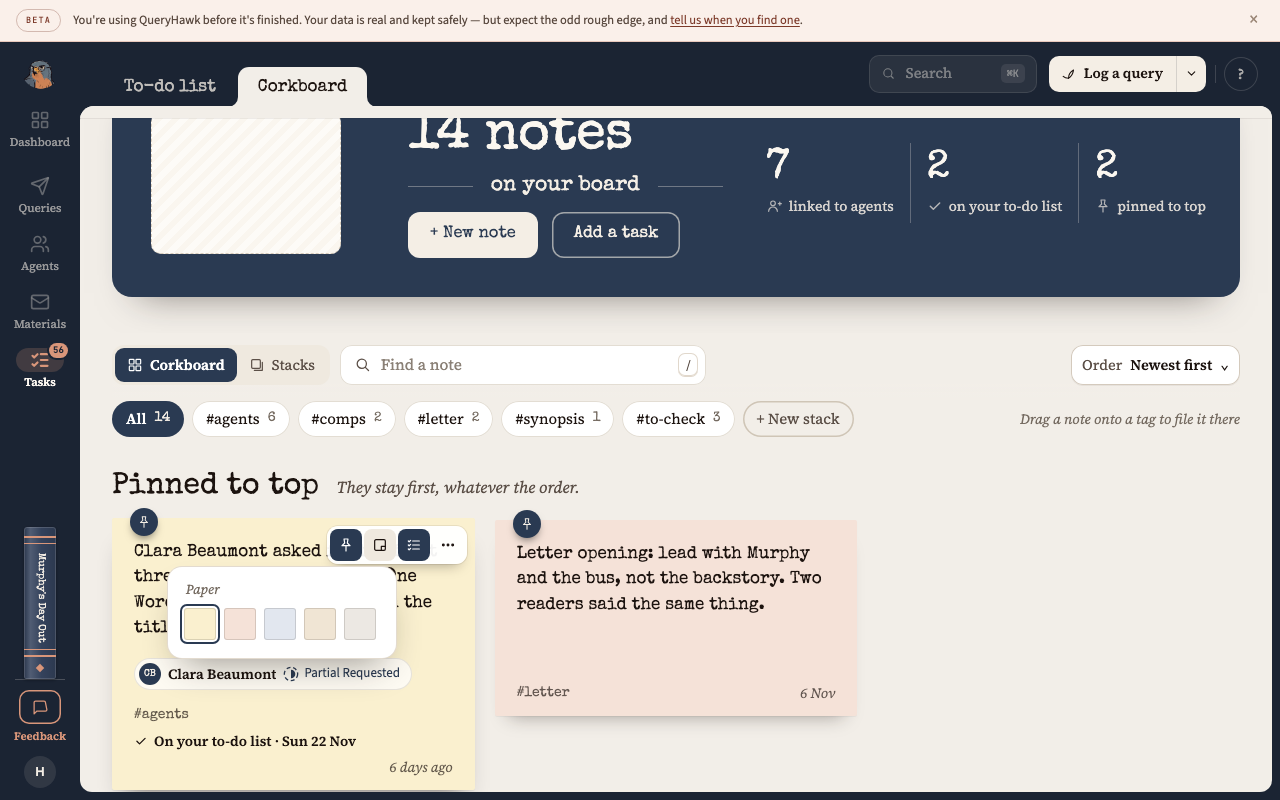 BETA
You're using QueryHawk before it's finished. Your data is real and kept safely — but expect the odd rough edge, and tell us when you find one.
×
To-do list
Corkboard
Search
⌘K
Log a query
?
Dashboard
Queries
Agents
Materials
56
Tasks
Murphy's Day Out
Feedback
H
14 notes
on your board
+ New note
Add a task
7
linked to agents
2
on your to-do list
2
pinned to top
Corkboard
Stacks
Find a note
/
Order Newest first
All 14
#agents 6
#comps 2
#letter 2
#synopsis 1
#to-check 3
+ New stack
Drag a note onto a tag to file it there
Pinned to top
They stay first, whatever the order.
Clara Beaumont asked
the
Paper
CB
Clara Beaumont
Partial Requested
#agents
On your to-do list · Sun 22 Nov
6 days ago
Letter opening: lead with Murphy
and the bus, not the backstory. Two
readers said the same thing.
#letter
6 Nov